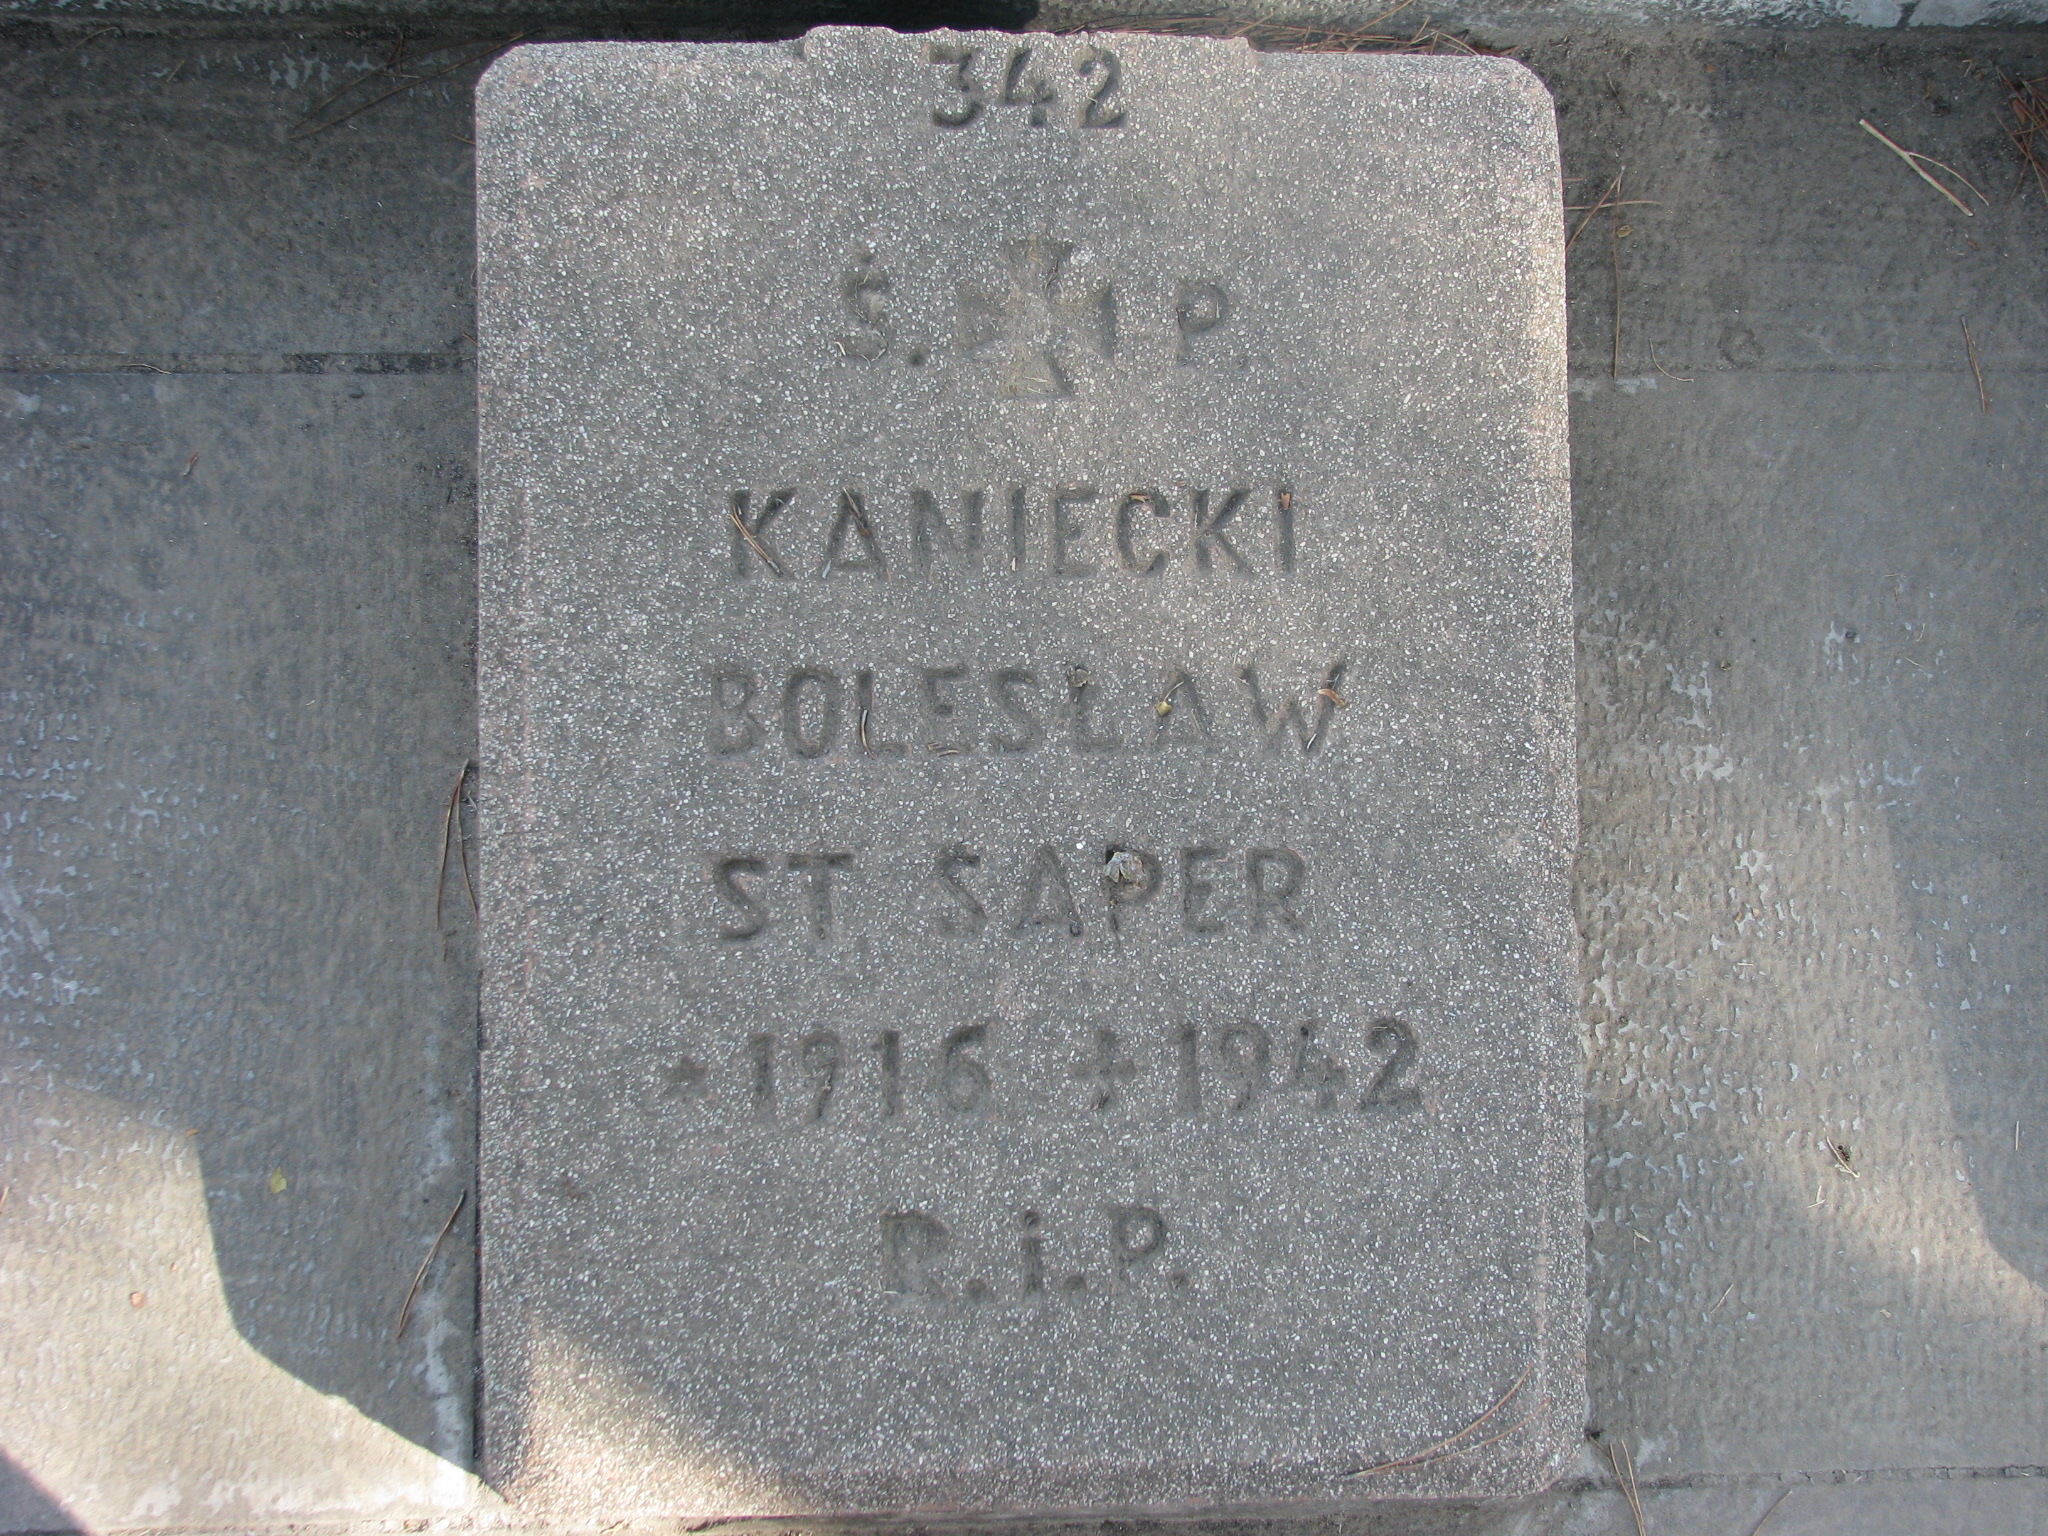 342
Ś. P.
KANIECKI
BOLESŁAW
ST. SAPER
* 1916 + 1942
R.i.P.